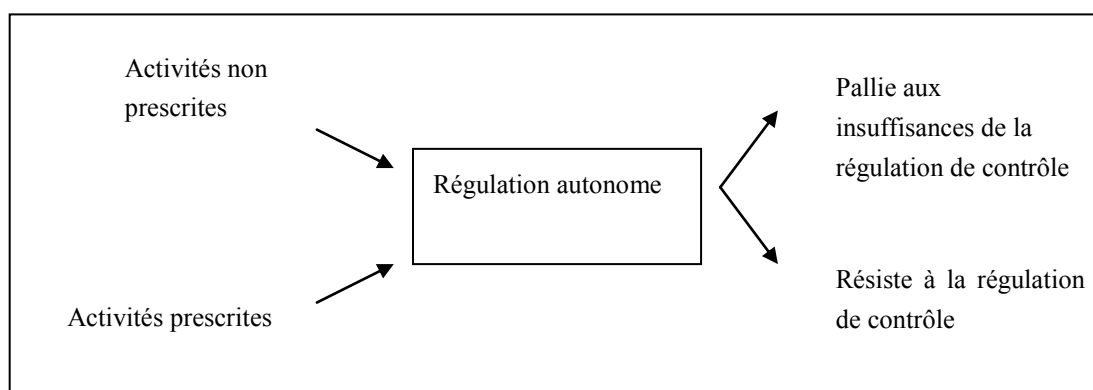 Activités non
prescrites
Activités prescrites
Régulation autonome
Pallie aux
insuffisances de la
régulation de contrôle
Résiste à la régulation
de contrôle